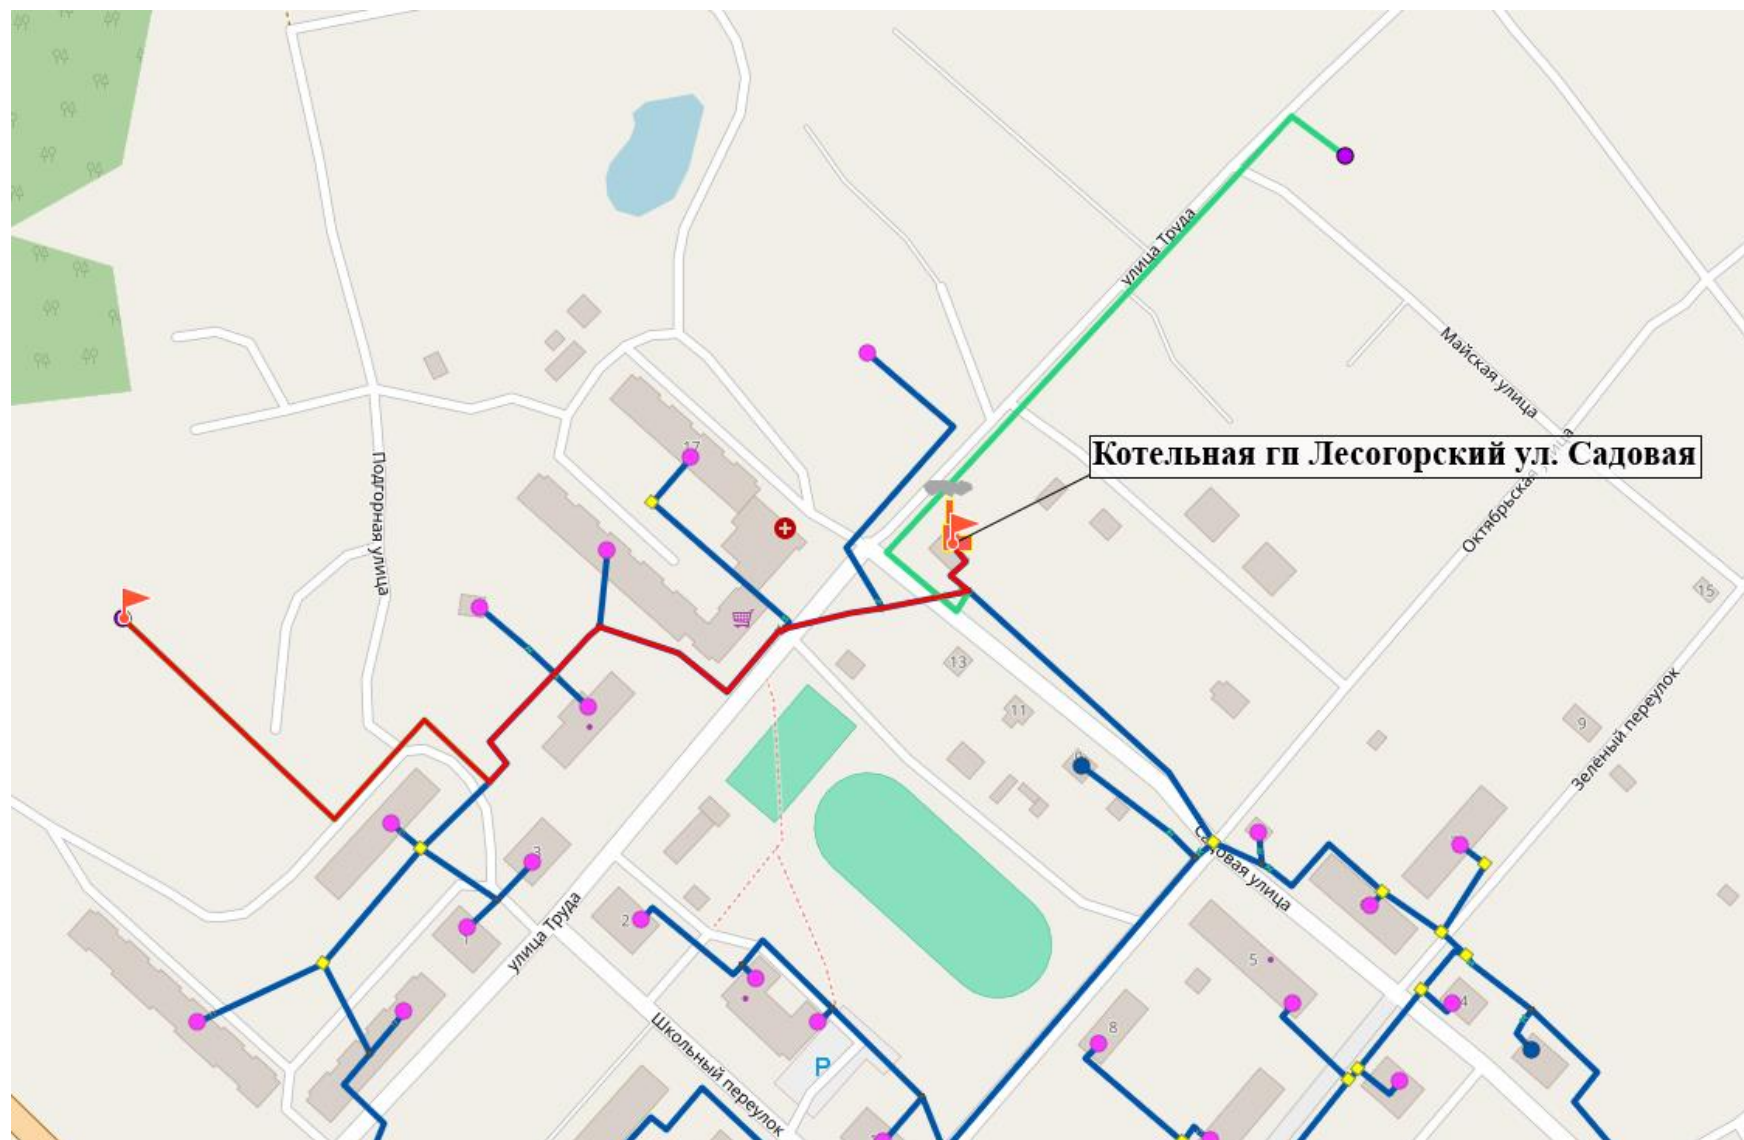 улица Труда
Майская улица
Котельная гп Лесогорский ул. Садовая
17
Подгорная улица
Октябрьская улица
15
13
11
9
Зелёный переулок
3
Садовая улица
2
1
улица Труда
5
4
8
Школьный переулок
P